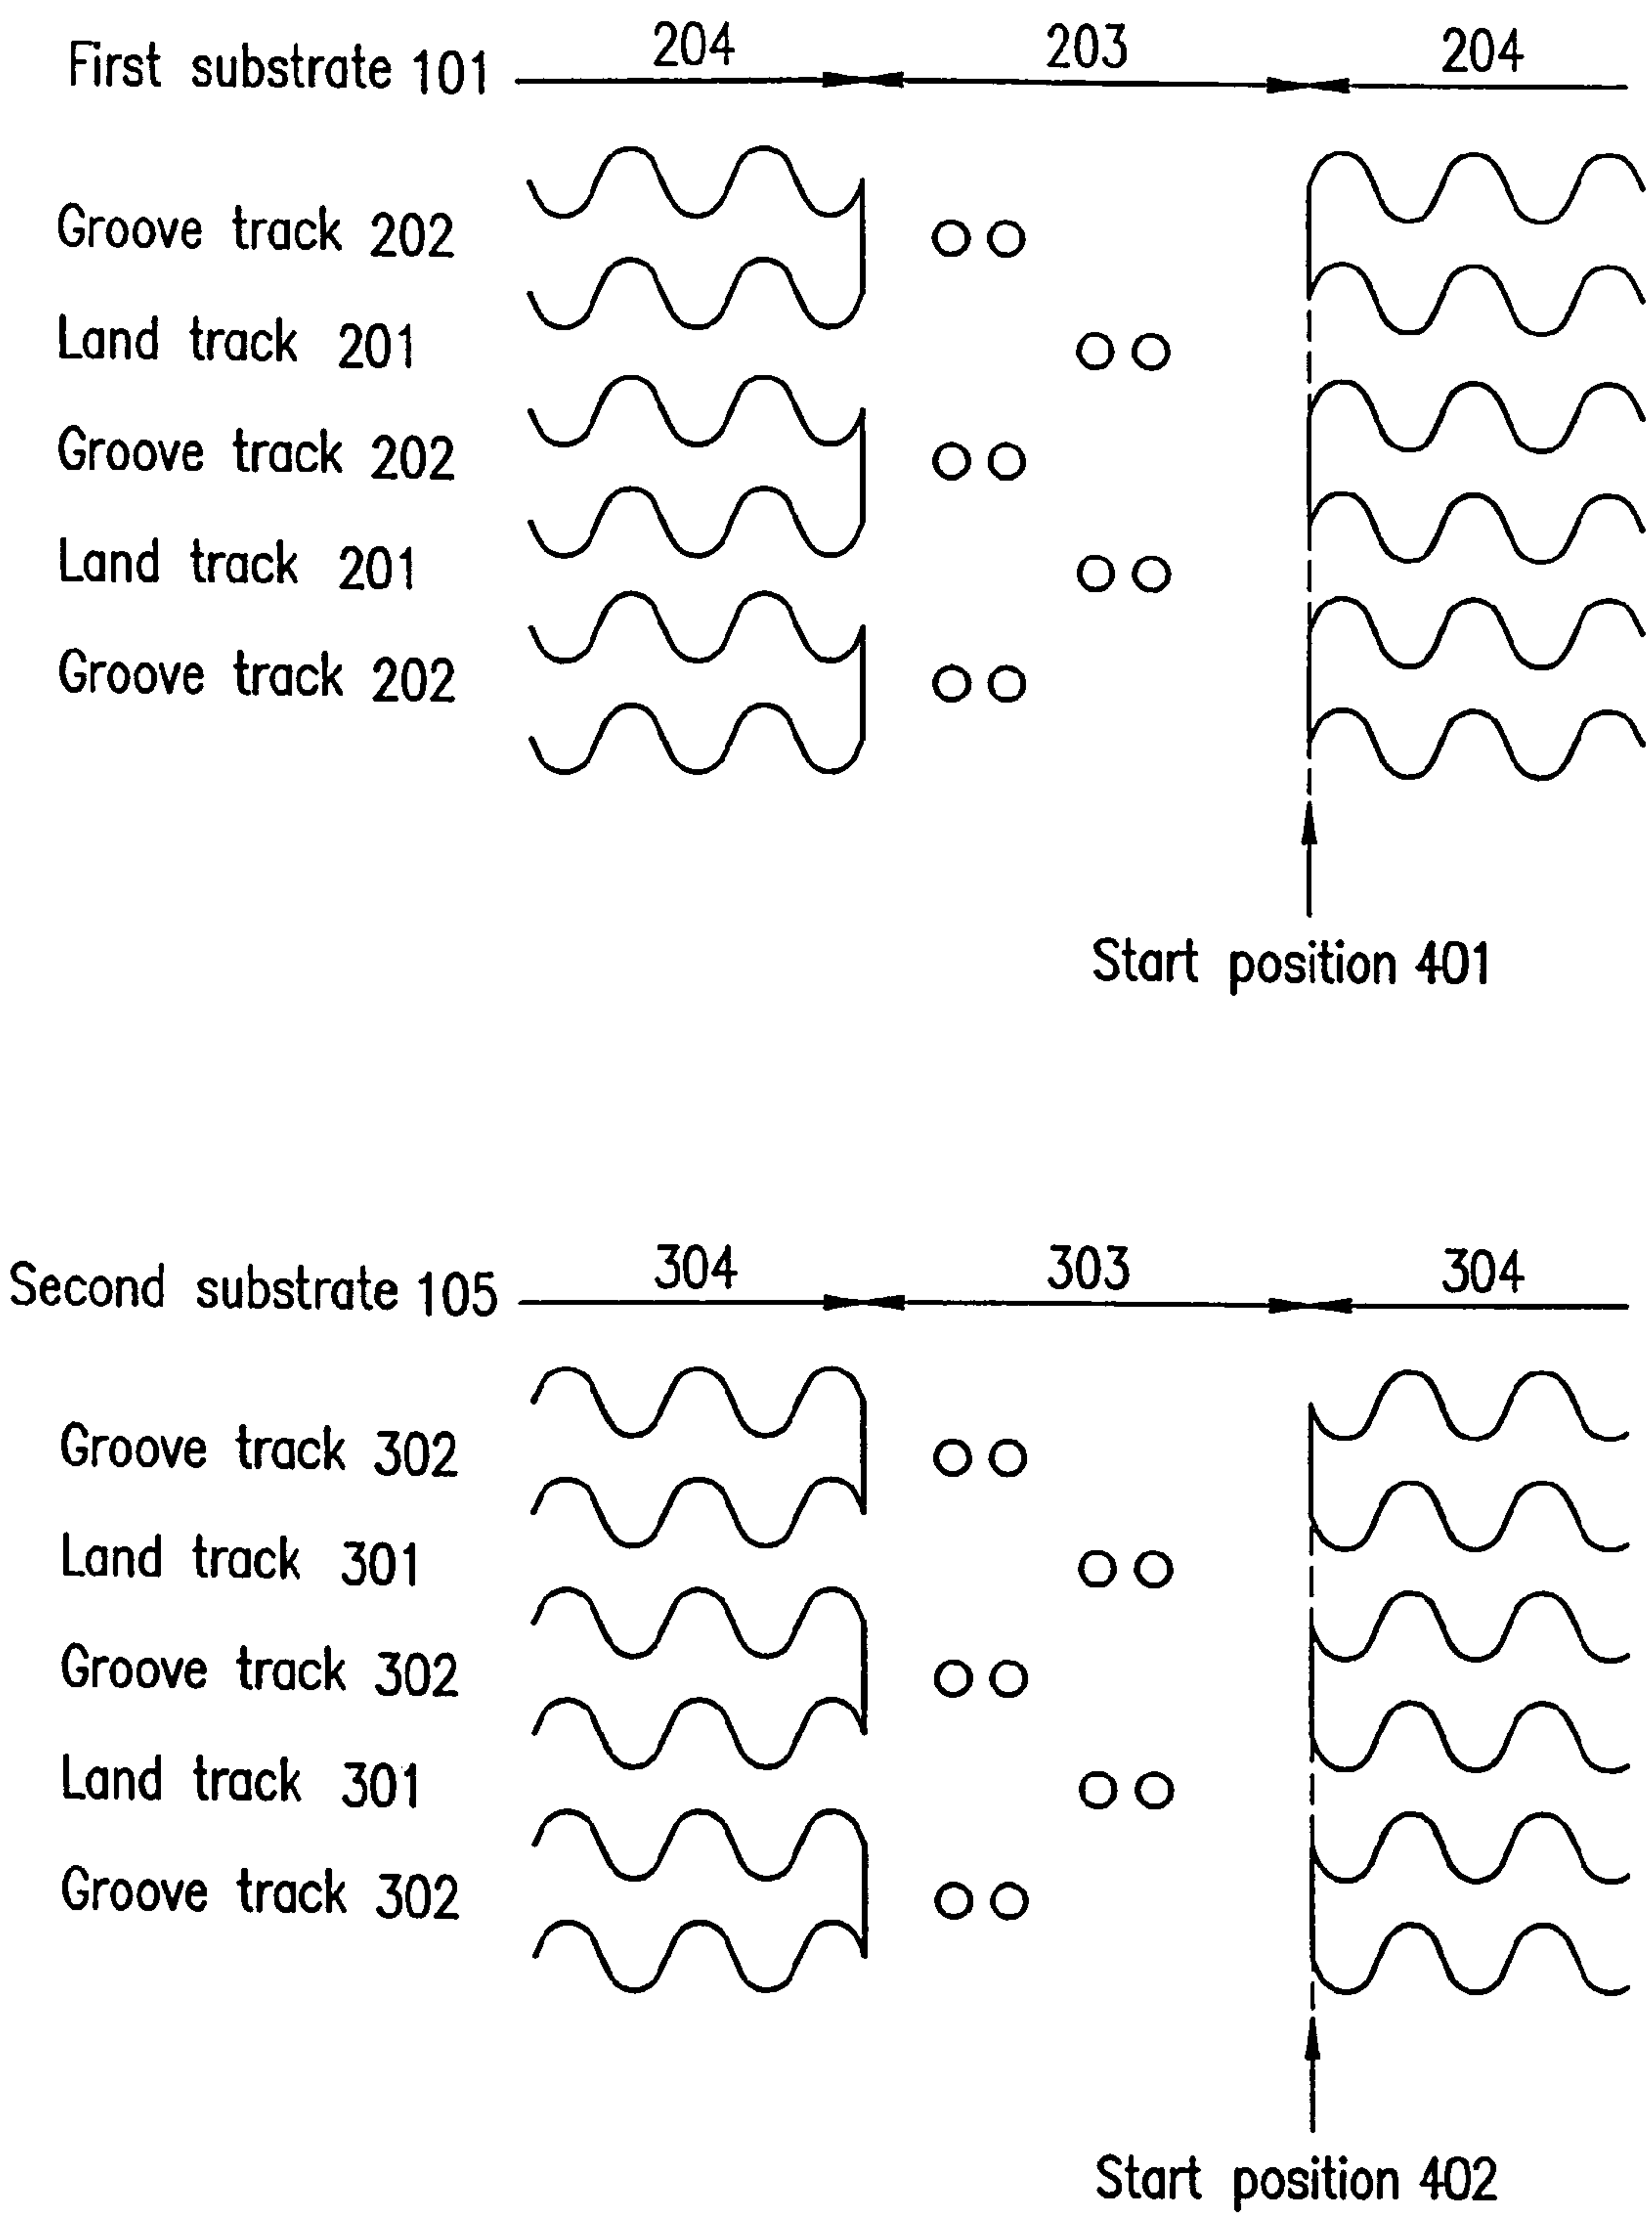 First substrate 101 204 203 204
Groove track 202
Land track 201
Groove track 202
Land track 201
Groove track 202
Start position 401
Second substrate 105 304 303 304
Groove track 302
Land track 301
Groove track 302
Land track 301
Groove track 302
Start position 402